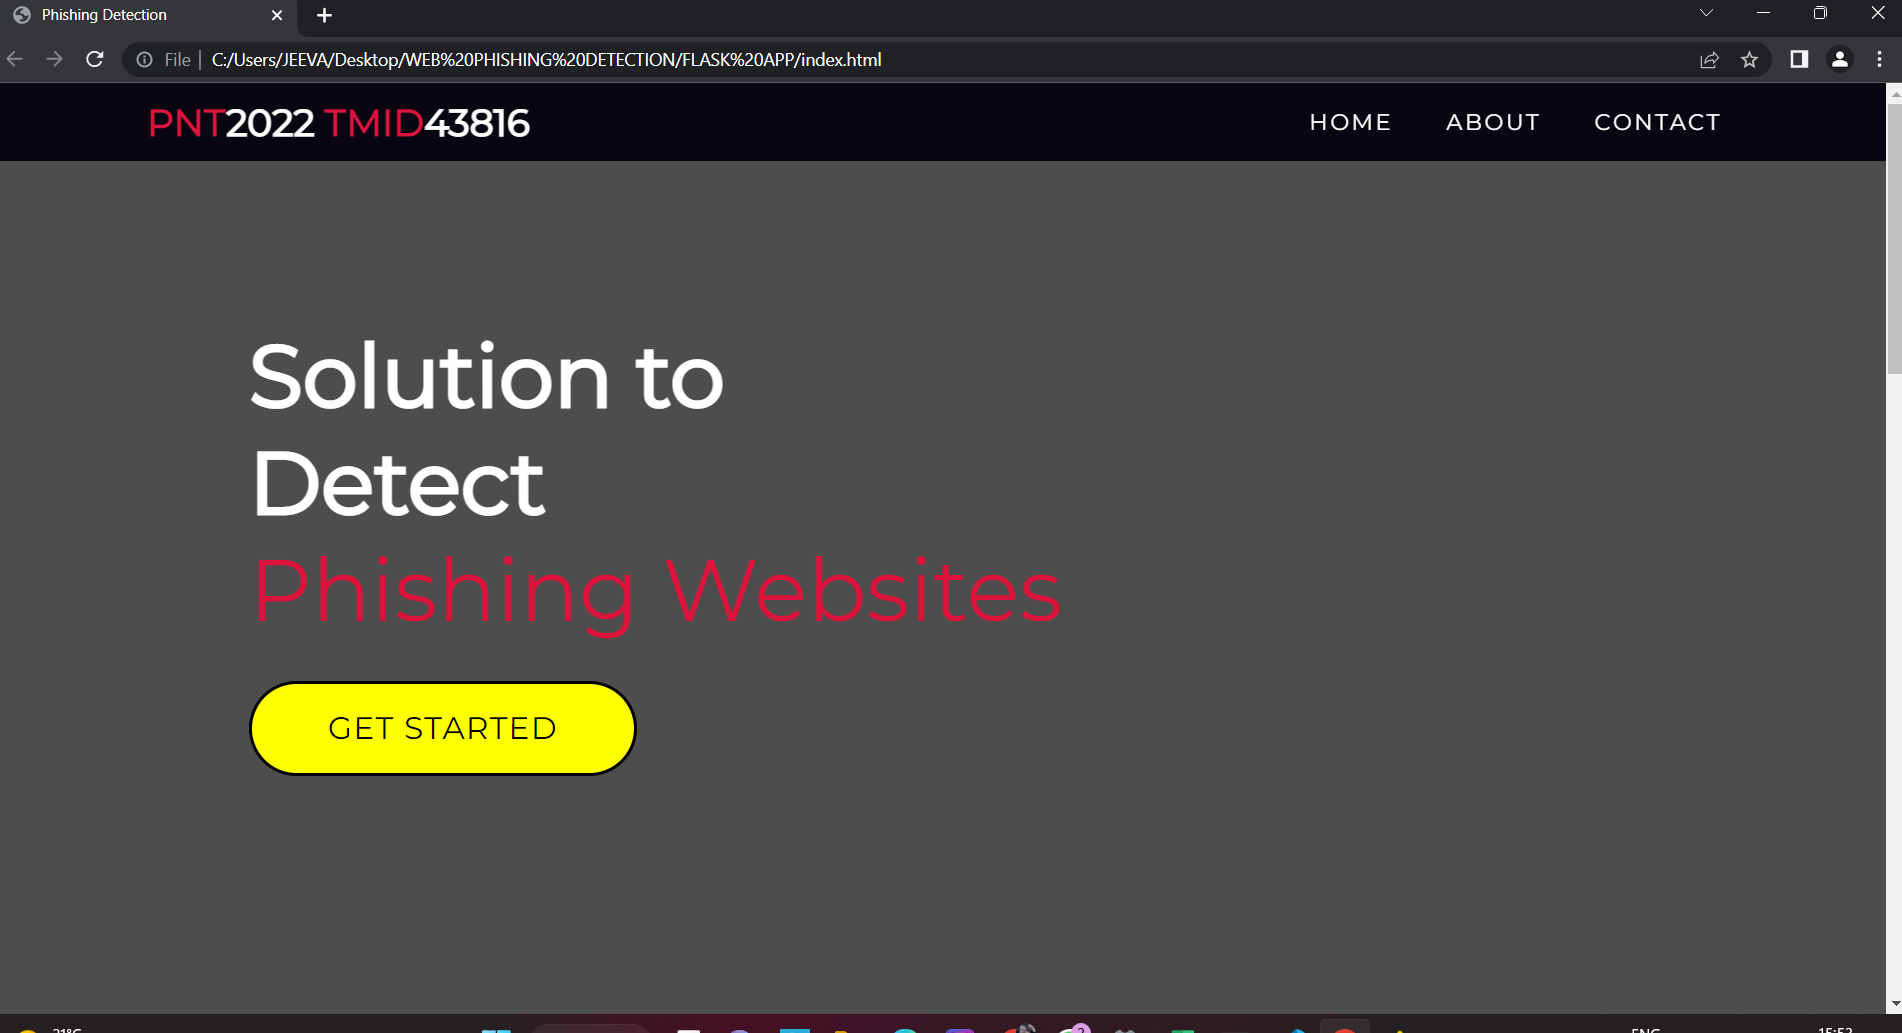 Phishing Detection
File
C:/Users/JEEVA/Desktop/WEB%20PHISHING%20DETECTION/FLASK%20APP/index.html
PNT2022 TMID43816
HOME ABOUT CONTACT
Solution to
Detect
Phishing Websites
GET STARTED